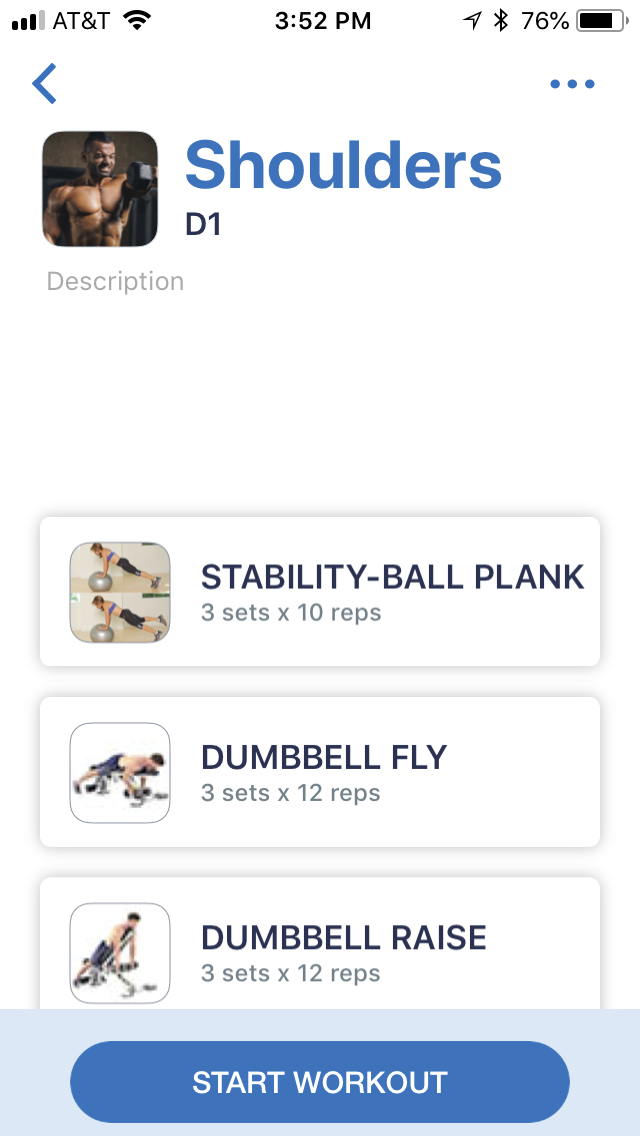 AT&T 3:52 PM 76%
Shoulders
D1
Description
STABILITY-BALL PLANK
3 sets x 10 reps
DUMBBELL FLY
3 sets x 12 reps
DUMBBELL RAISE
3 sets x 12 reps
START WORKOUT